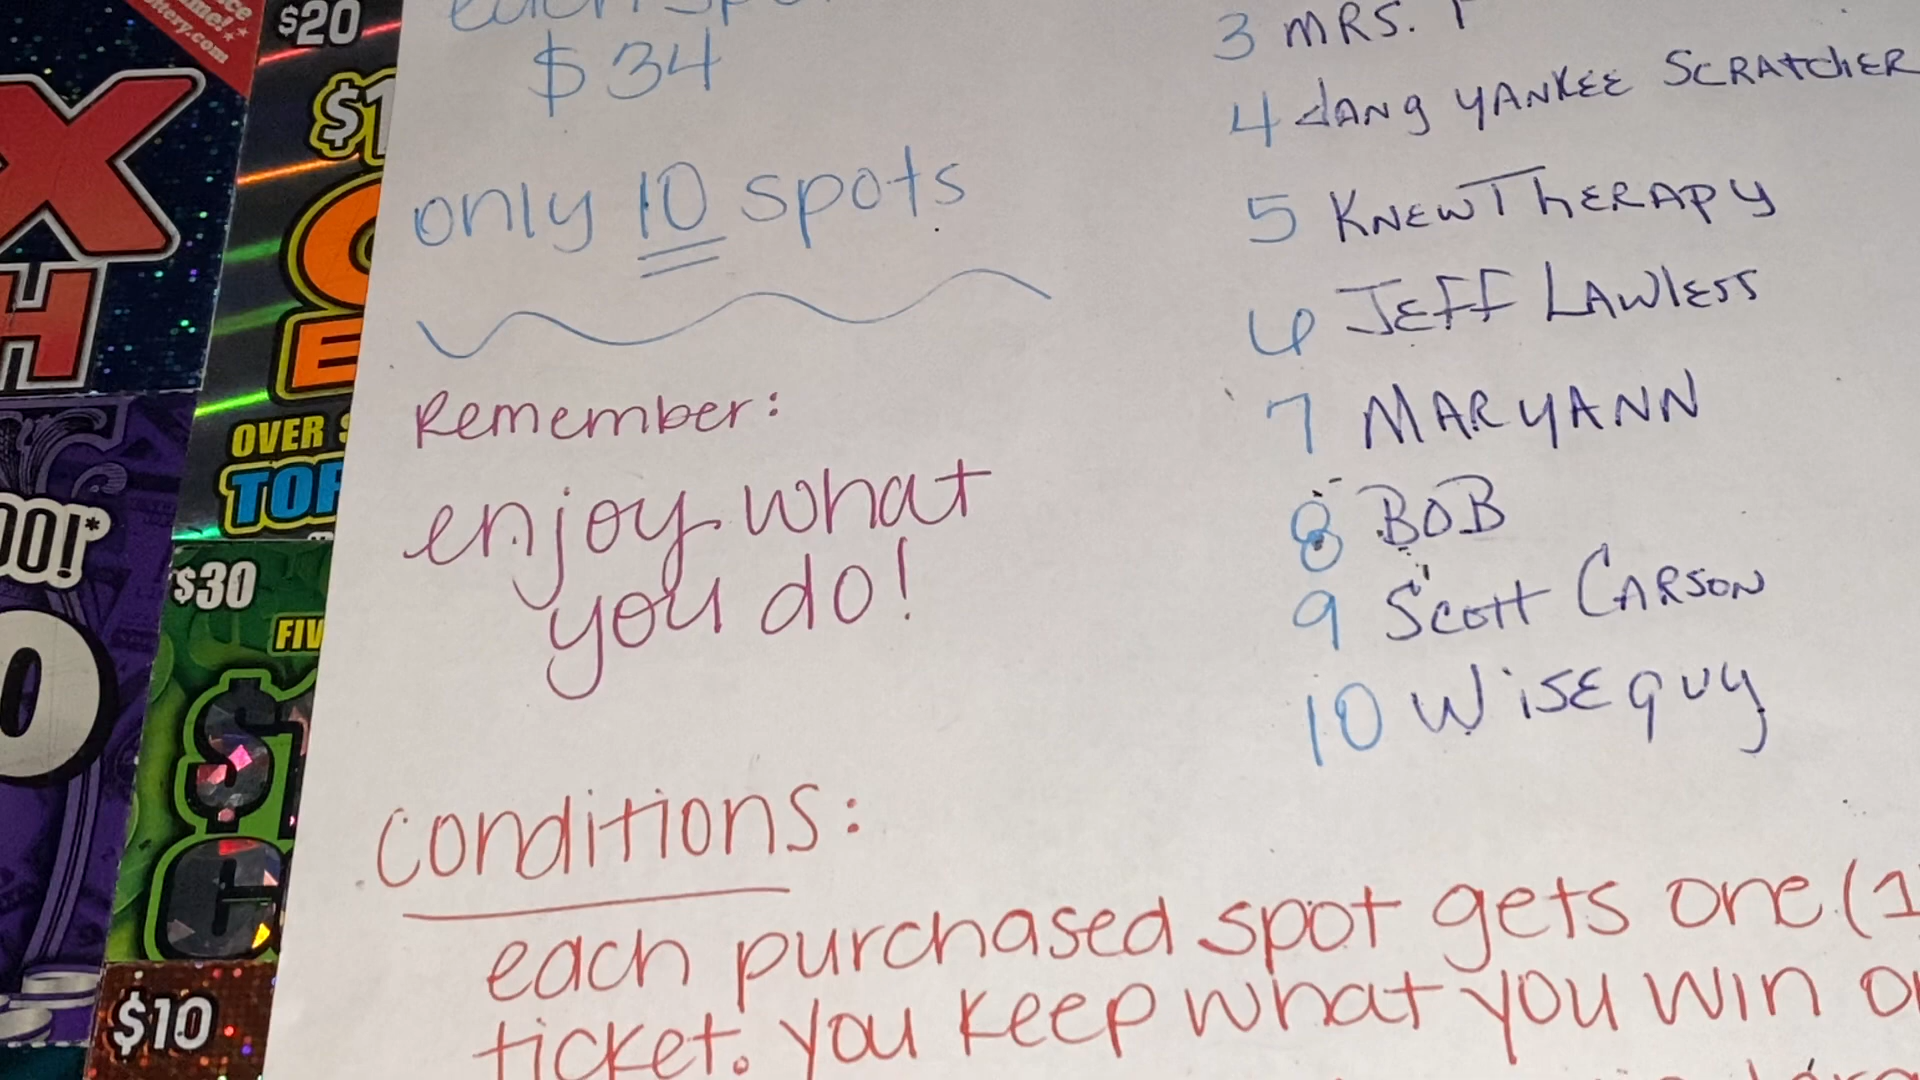 each
$34
only 10 spots
Remember:
enjoy what
you do!
3 MRS.
4 dANg YANKEE SCRATCHER
5 KNEWTHERAPY
6 JEFF LAWLESS
7 MARYANN
8 BOB
9 Scott CARSON
10 Wiseguy
Conditions:
each purchased spot gets one (1
ticket. You keep what you win
$20
OVER
$30
$10